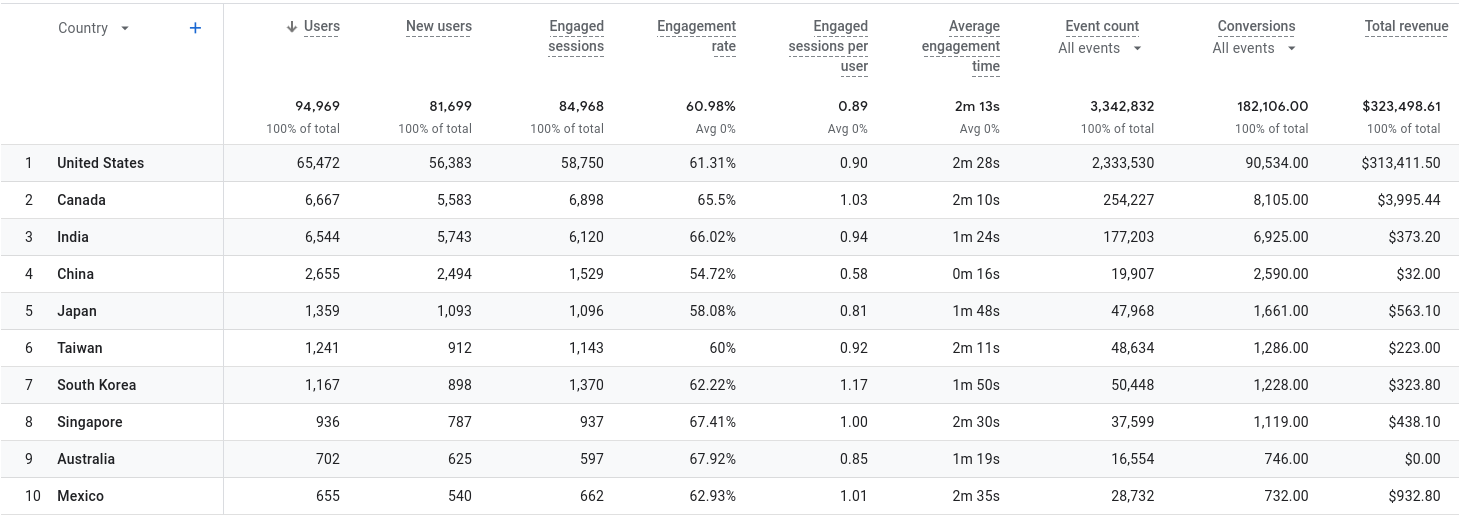 Country Users New users Engaged sessions Engagement rate Engaged sessions per user Average engagement time Event count All events Conversions All events Total revenue
94,969 81,699 84,968 60.98% 0.89 2m 13s 3,342,832 182,106.00 $323,498.61
100% of total 100% of total 100% of total Avg 0% Avg 0% Avg 0% 100% of total 100% of total 100% of total
1 United States 65,472 56,383 58,750 61.31% 0.90 2m 28s 2,333,530 90,534.00 $313,411.50
2 Canada 6,667 5,583 6,898 65.5% 1.03 2m 10s 254,227 8,105.00 $3,995.44
3 India 6,544 5,743 6,120 66.02% 0.94 1m 24s 177,203 6,925.00 $373.20
4 China 2,655 2,494 1,529 54.72% 0.58 0m 16s 19,907 2,590.00 $32.00
5 Japan 1,359 1,093 1,096 58.08% 0.81 1m 48s 47,968 1,661.00 $563.10
6 Taiwan 1,241 912 1,143 60% 0.92 2m 11s 48,634 1,286.00 $223.00
7 South Korea 1,167 898 1,370 62.22% 1.17 1m 50s 50,448 1,228.00 $323.80
8 Singapore 936 787 937 67.41% 1.00 2m 30s 37,599 1,119.00 $438.10
9 Australia 702 625 597 67.92% 0.85 1m 19s 16,554 746.00 $0.00
10 Mexico 655 540 662 62.93% 1.01 2m 35s 28,732 732.00 $932.80